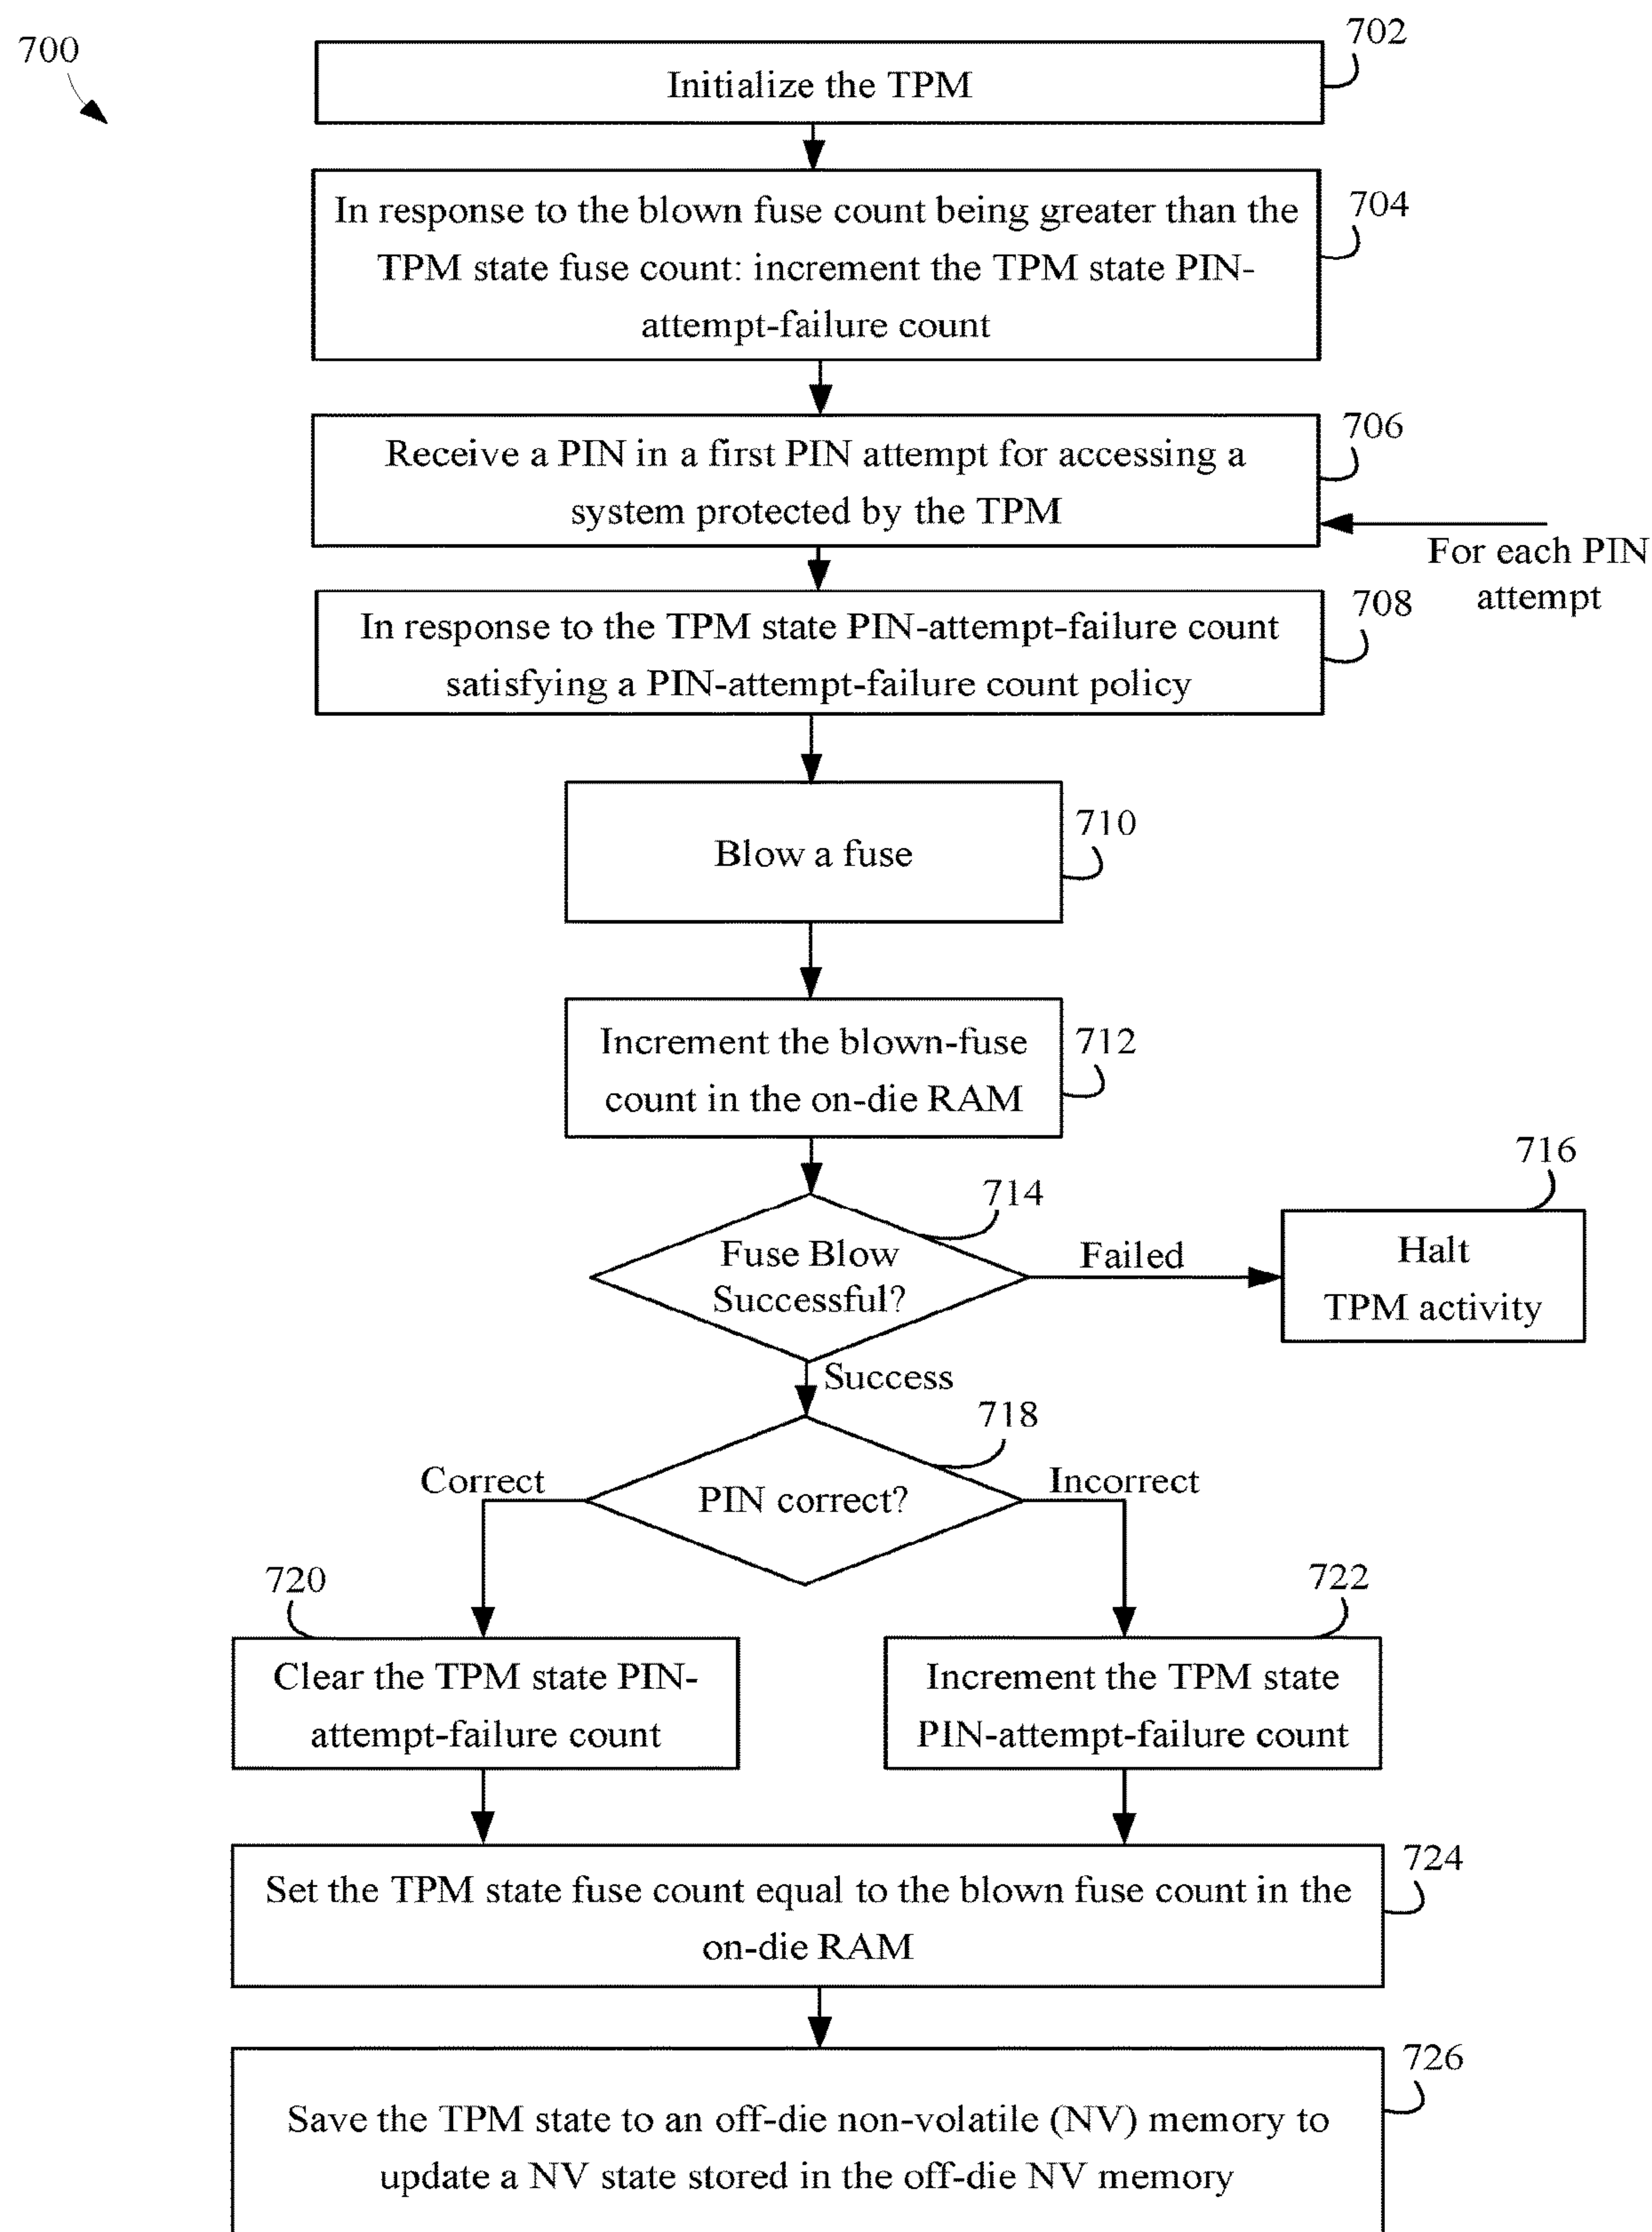 700
702
Initialize the TPM
704
In response to the blown fuse count being greater than the
TPM state fuse count: increment the TPM state PIN-
attempt-failure count
706
Receive a PIN in a first PIN attempt for accessing a
system protected by the TPM
For each PIN
attempt
708
In response to the TPM state PIN-attempt-failure count
satisfying a PIN-attempt-failure count policy
710
Blow a fuse
712
Increment the blown-fuse
count in the on-die RAM
714
716
Fuse Blow
Successful?
Failed
Halt
TPM activity
Success
718
Correct
PIN correct?
Incorrect
720
722
Clear the TPM state PIN-
attempt-failure count
Increment the TPM state
PIN-attempt-failure count
724
Set the TPM state fuse count equal to the blown fuse count in the
on-die RAM
726
Save the TPM state to an off-die non-volatile (NV) memory to
update a NV state stored in the off-die NV memory